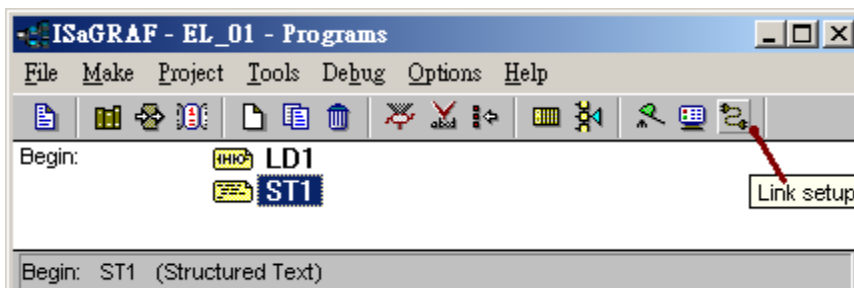 ISaGRAF - EL_01 - Programs
File Make Project Tools Debug Options Help
Begin: LD1
ST1
Link setup
Begin: ST1 (Structured Text)